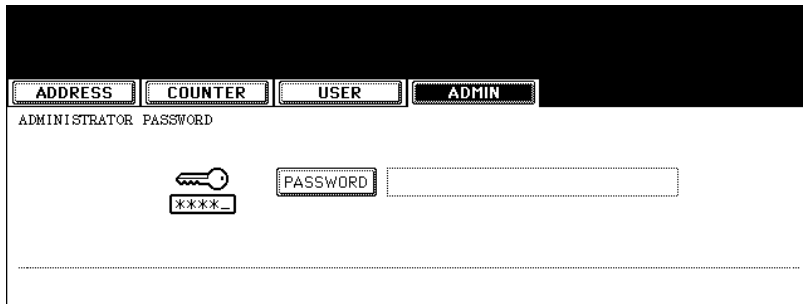 ADDRESS COUNTER USER ADMIN
ADMINISTRATOR PASSWORD
PASSWORD
****_